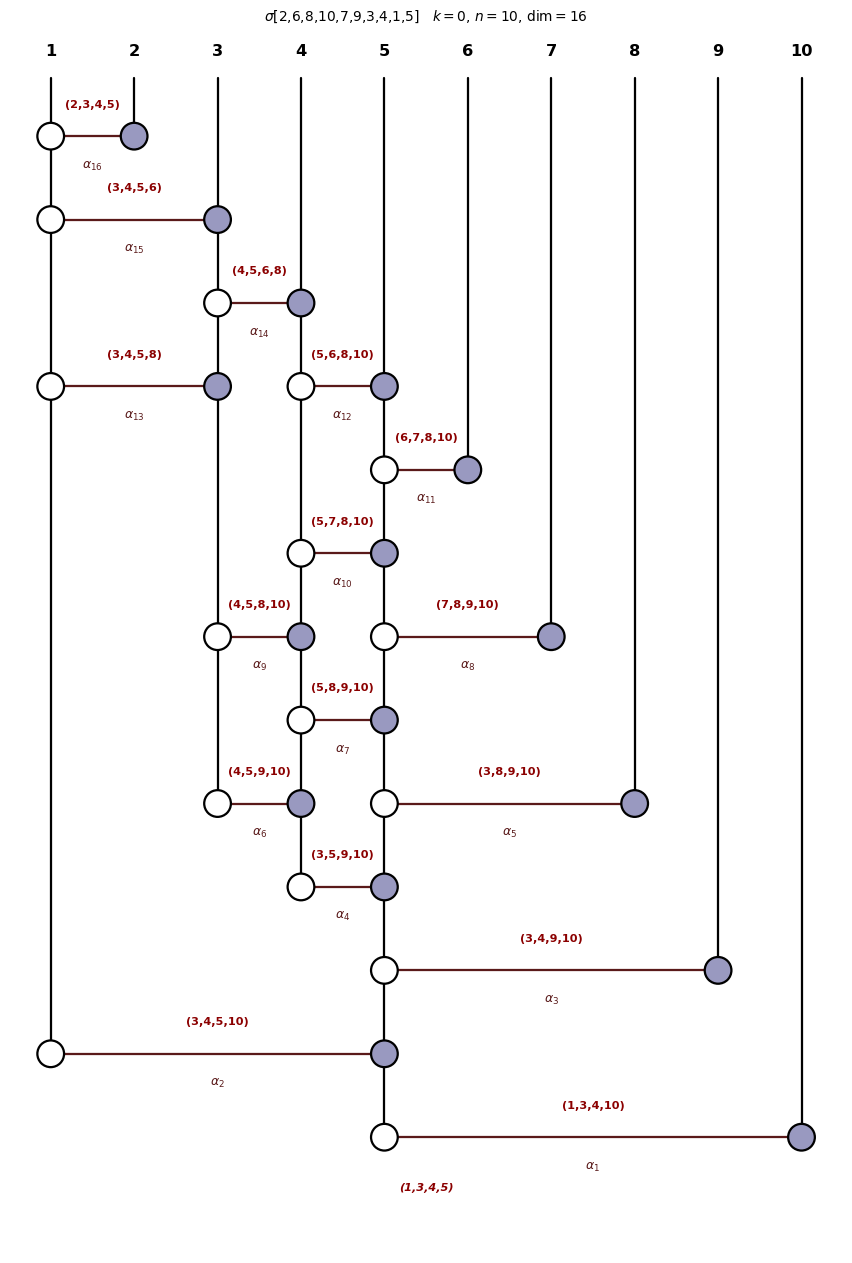 σ[2,6,8,10,7,9,3,4,1,5] k=0, n=10, dim=16
1 2 3 4 5 6 7 8 9 10
(2,3,4,5)
α₁₆
(3,4,5,6)
α₁₅
(4,5,6,8)
α₁₄
(3,4,5,8) (5,6,8,10)
α₁₃ α₁₂
(6,7,8,10)
α₁₁
(5,7,8,10)
α₁₀
(4,5,8,10) (7,8,9,10)
α₉ α₈
(5,8,9,10)
α₇
(4,5,9,10) (3,8,9,10)
α₆ α₅
(3,5,9,10)
α₄
(3,4,9,10)
α₃
(3,4,5,10)
α₂
(1,3,4,10)
α₁
(1,3,4,5)